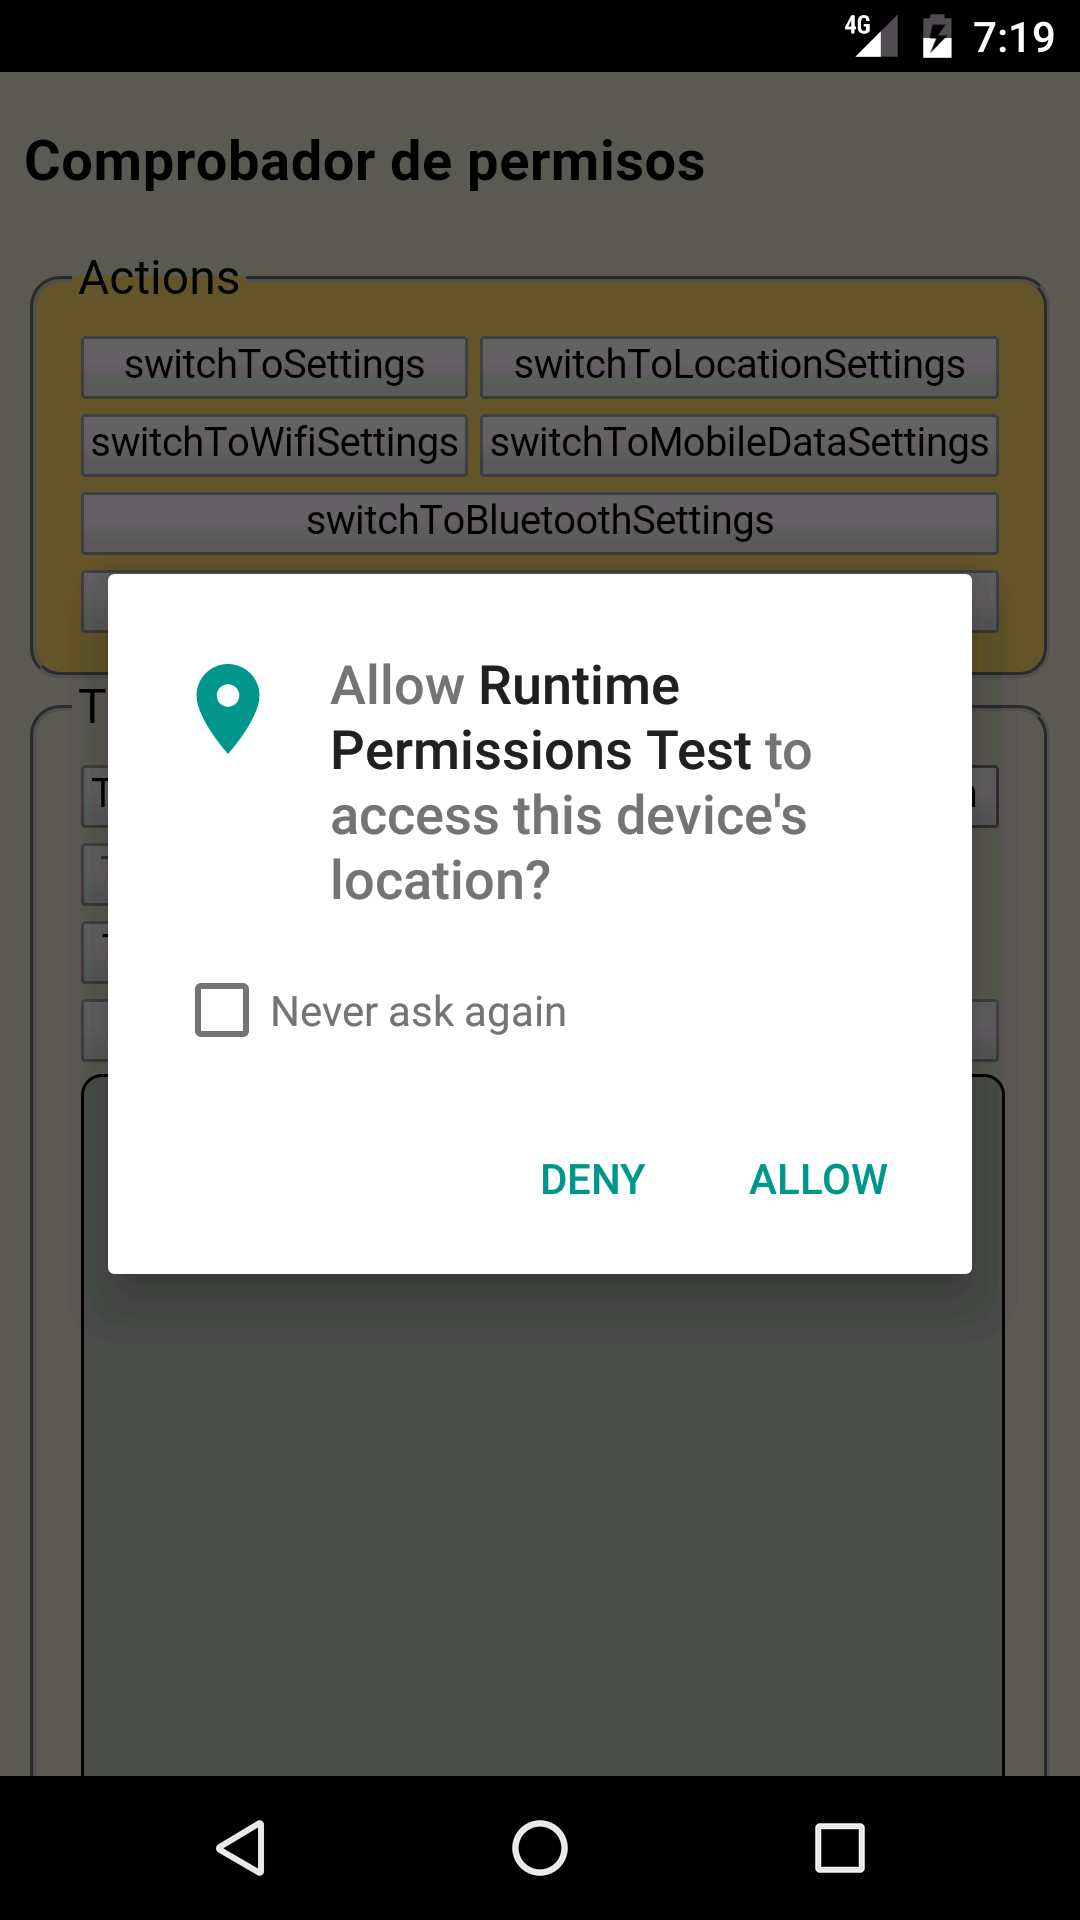 4G 7:19
Comprobador de permisos
Actions
switchToSettings switchToLocationSettings
switchToWifiSettings switchToMobileDataSettings
switchToBluetoothSettings
Allow Runtime
Permissions Test to
access this device's
location?
Never ask again
DENY ALLOW